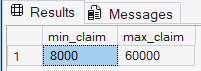 Results Messages
min_claim max_claim
1 8000 60000